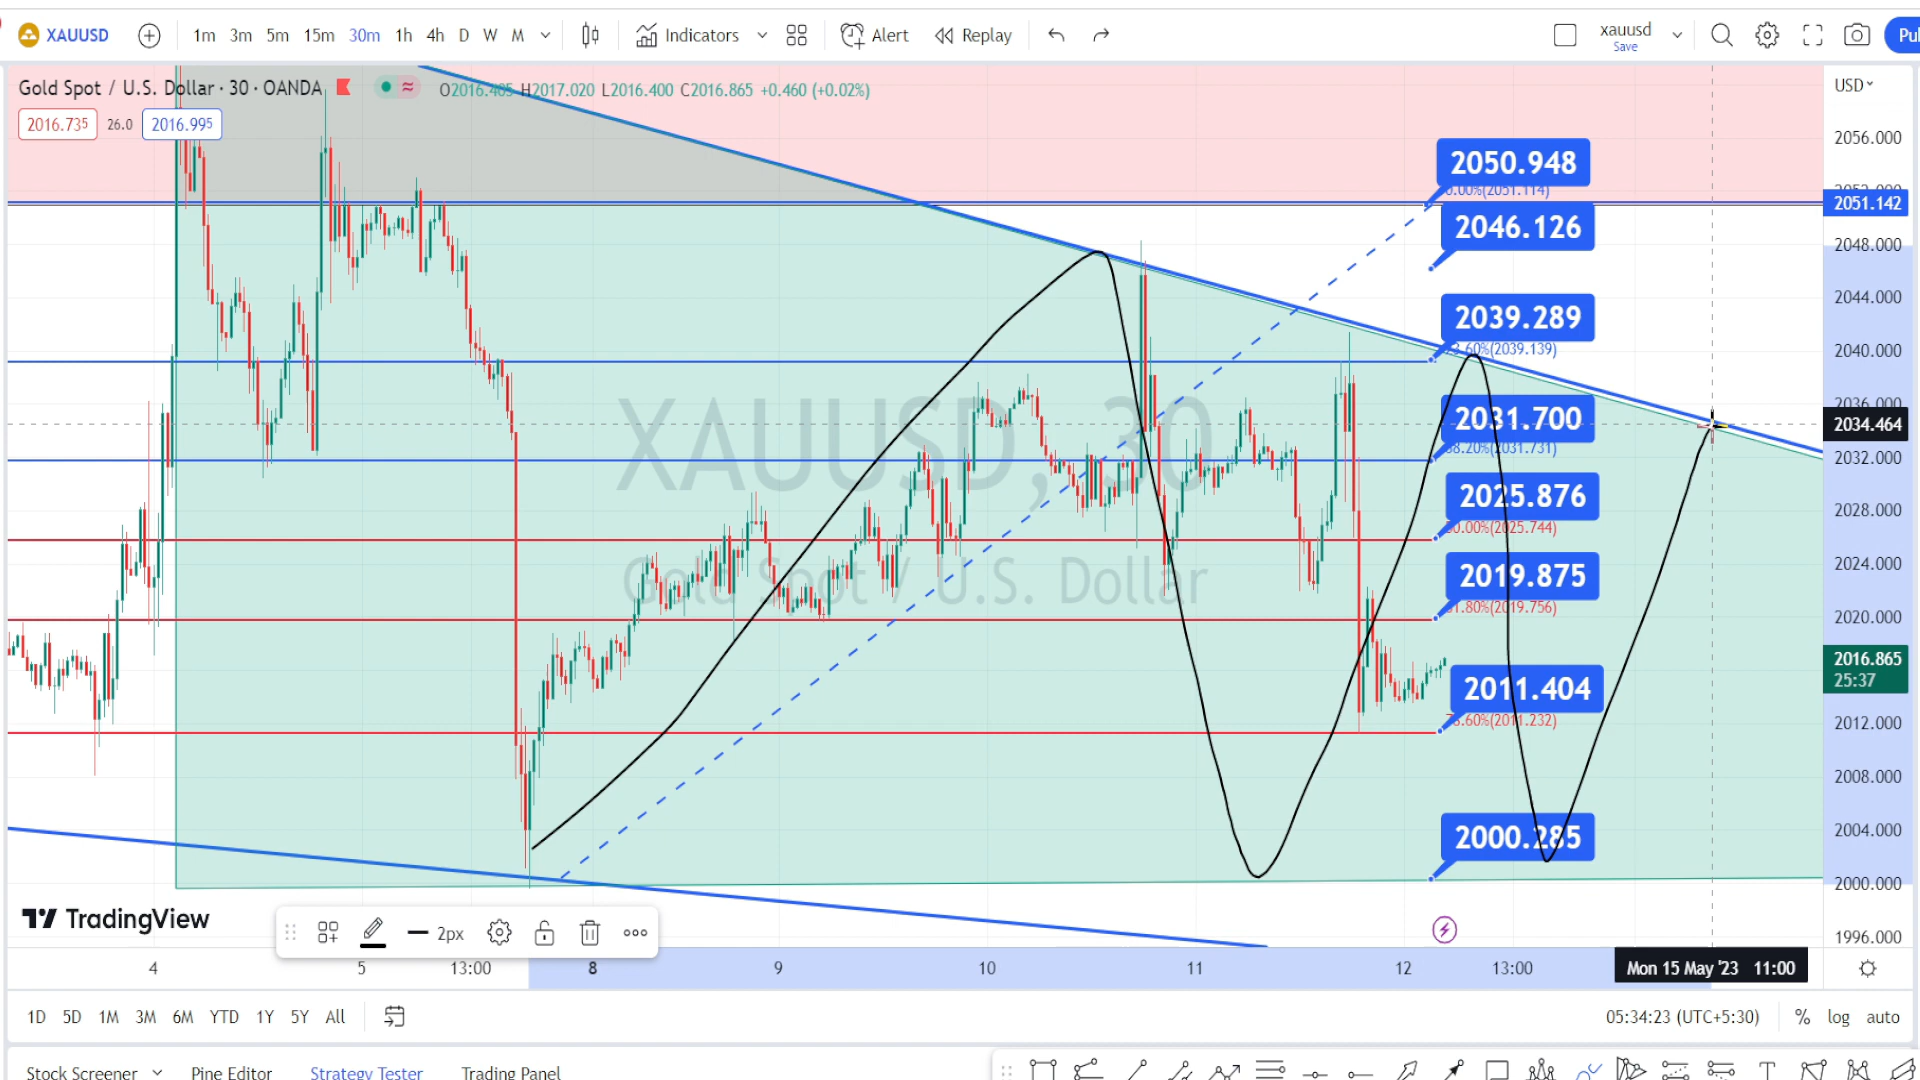 XAUUSD 1m 3m 5m 15m 30m 1h 4h D W M Indicators Alert Replay xauusd Save Pu
Gold Spot / U.S. Dollar · 30 · OANDA O2016.405 H2017.020 L2016.400 C2016.865 +0.460 (+0.02%)
2016.735 26.0 2016.995
USD
2056.000
2051.142
2048.000
2044.000
2040.000
2034.464
2032.000
2028.000
2024.000
2020.000
2016.865
25:37
2012.000
2008.000
2004.000
2000.000
1996.000
2050.948
2046.126
2039.289
2031.700
2025.876
2019.875
2011.404
2000.285
XAUUSD, 30
Gold Spot / U.S. Dollar
TradingView
2px
4 5 13:00 8 9 10 11 12 13:00 Mon 15 May '23 11:00
1D 5D 1M 3M 6M YTD 1Y 5Y All 05:34:23 (UTC+5:30) % log auto
Stock Screener Pine Editor Strategy Tester Trading Panel